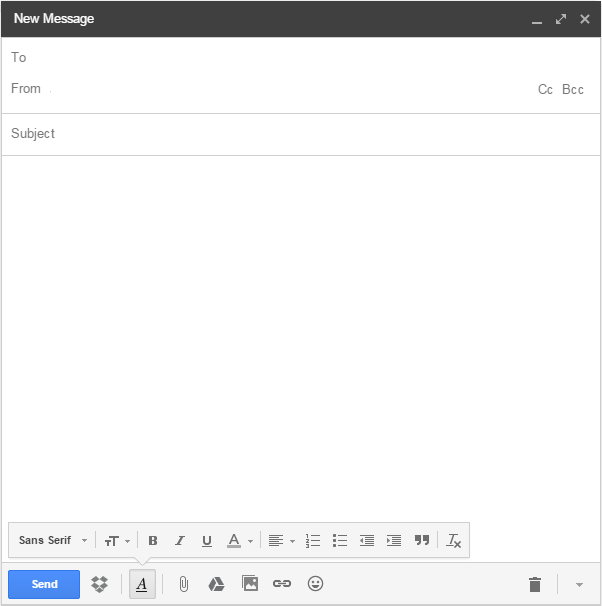 New Message
To
From
Cc Bcc
Subject
Sans Serif
Send